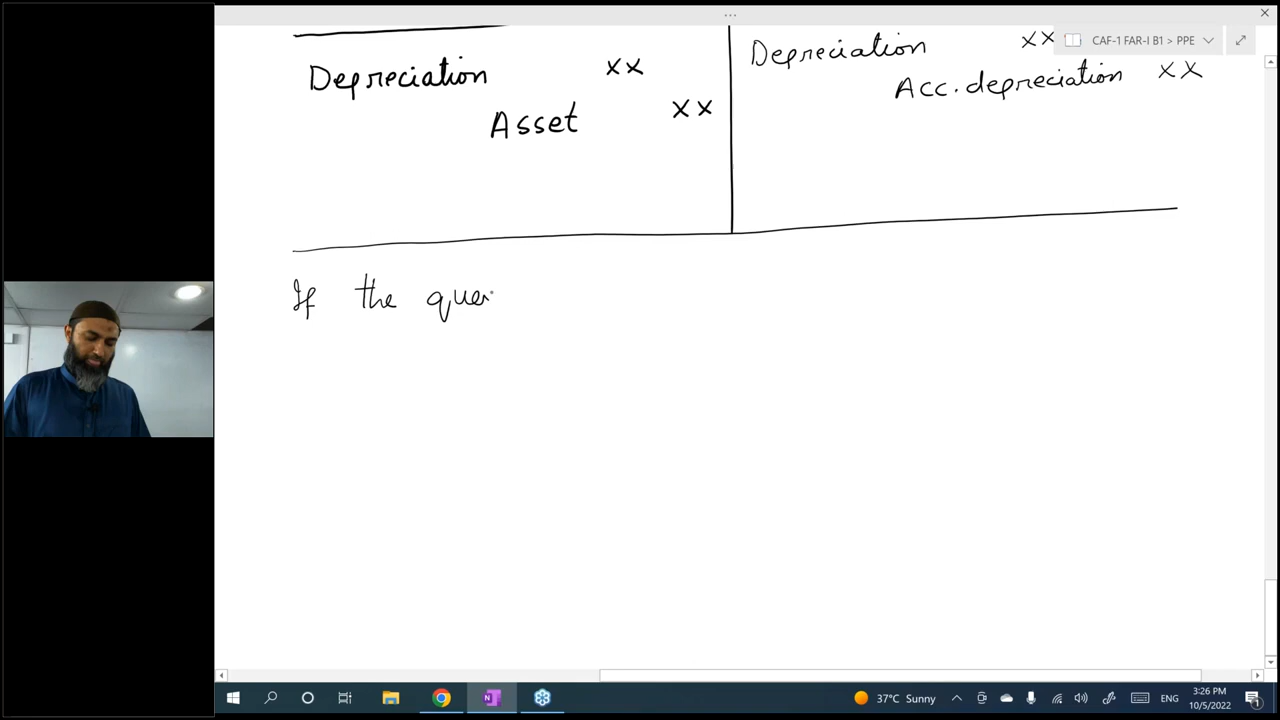 CAF-1 FAR-I B1 > PPE
Depreciation xx
Asset xx
Depreciation xx
Acc. depreciation xx
If the ques
37°C Sunny
ENG
3:26 PM
10/5/2022